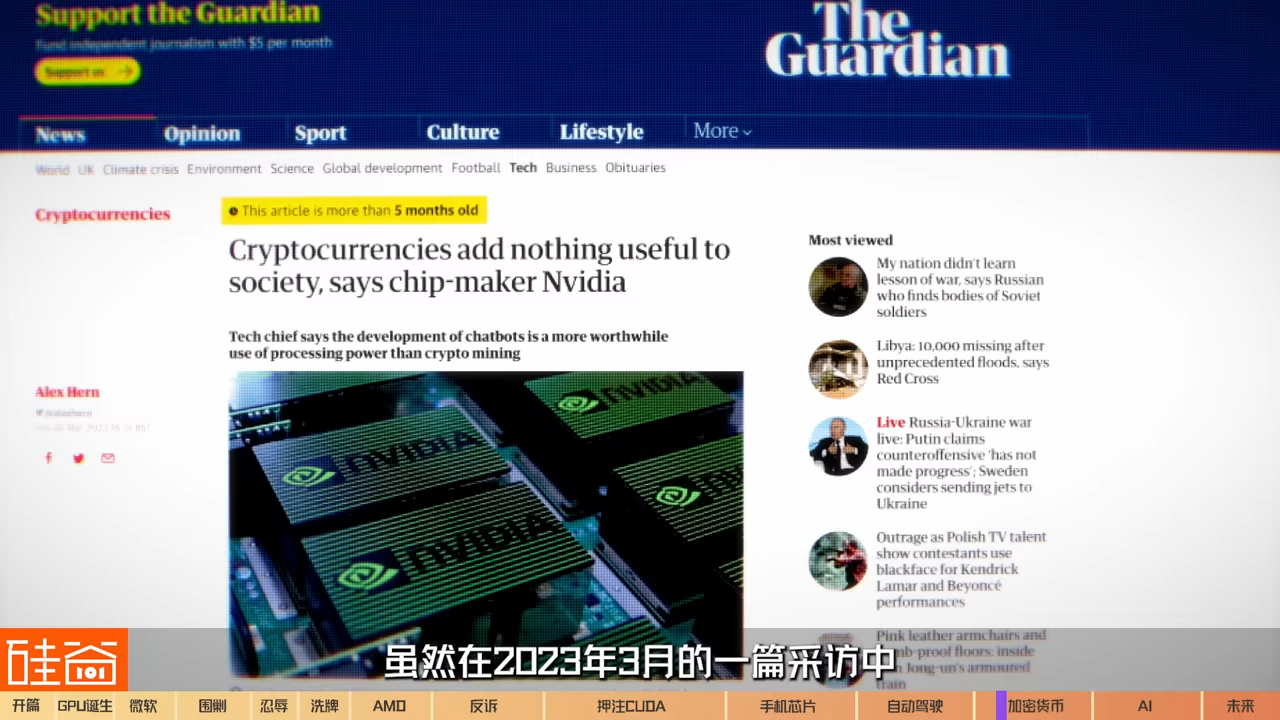 Support the Guardian
Fund independent journalism with $5 per month
Support us
The
Guardian
News
Opinion
Sport
Culture
Lifestyle
More
World UK Climate crisis Environment Science Global development Football Tech Business Obituaries
Cryptocurrencies
This article is more than 5 months old
Cryptocurrencies add nothing useful to
society, says chip-maker Nvidia
Tech chief says the development of chatbots is a more worthwhile
use of processing power than crypto mining
Alex Hern
NVIDIA
NVIDIA
NVIDIA
NVIDIA
Most viewed
My nation didn't learn
lesson of war, says Russian
who finds bodies of Soviet
soldiers
Libya: 10,000 missing after
unprecedented floods, says
Red Cross
Live Russia-Ukraine war
live: Putin claims
counteroffensive 'has not
made progress'; Sweden
considers sending jets to
Ukraine
Outrage as Polish TV talent
show contestants use
blackface for Kendrick
Lamar and Beyoncé
performances
Pink leather armchairs and
floors: inside
jong-un's armoured
train
虽然在2023年3月的一篇采访中
硅谷
101
开篇
GPU诞生
微软
围剿
忍辱
洗牌
AMD
反诉
押注CUDA
手机芯片
自动驾驶
加密货币
AI
未来